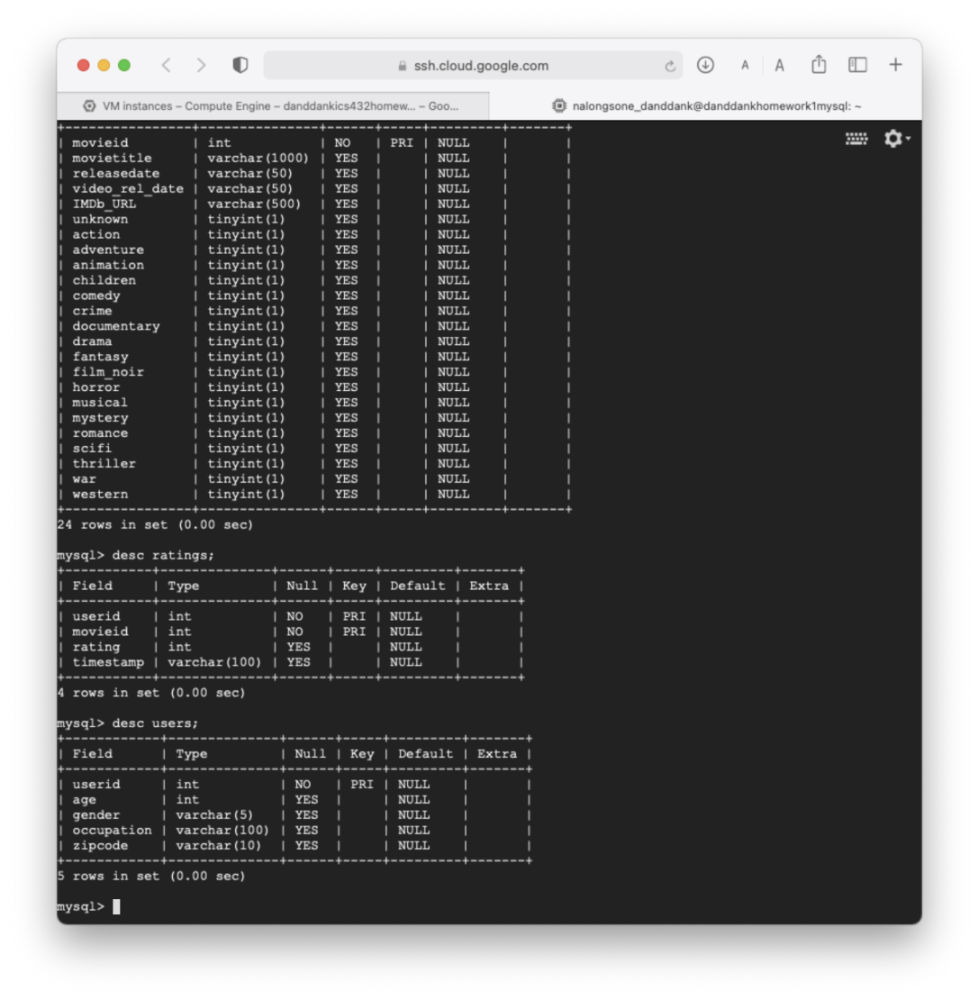 ssh.cloud.google.com
A A
VM instances – Compute Engine – danddankics432homew... – Goo...
nalongsone_danddank@danddankhomework1mysql: ~
+----------------+---------------+------+-----+---------+-------+
| movieid | int | NO | PRI | NULL | |
| movietitle | varchar(1000) | YES | | NULL | |
| releasedate | varchar(50) | YES | | NULL | |
| video_rel_date | varchar(50) | YES | | NULL | |
| IMDb_URL | varchar(500) | YES | | NULL | |
| unknown | tinyint(1) | YES | | NULL | |
| action | tinyint(1) | YES | | NULL | |
| adventure | tinyint(1) | YES | | NULL | |
| animation | tinyint(1) | YES | | NULL | |
| children | tinyint(1) | YES | | NULL | |
| comedy | tinyint(1) | YES | | NULL | |
| crime | tinyint(1) | YES | | NULL | |
| documentary | tinyint(1) | YES | | NULL | |
| drama | tinyint(1) | YES | | NULL | |
| fantasy | tinyint(1) | YES | | NULL | |
| film_noir | tinyint(1) | YES | | NULL | |
| horror | tinyint(1) | YES | | NULL | |
| musical | tinyint(1) | YES | | NULL | |
| mystery | tinyint(1) | YES | | NULL | |
| romance | tinyint(1) | YES | | NULL | |
| scifi | tinyint(1) | YES | | NULL | |
| thriller | tinyint(1) | YES | | NULL | |
| war | tinyint(1) | YES | | NULL | |
| western | tinyint(1) | YES | | NULL | |
+----------------+---------------+------+-----+---------+-------+
24 rows in set (0.00 sec)
mysql> desc ratings;
+-----------+--------------+------+-----+---------+-------+
| Field | Type | Null | Key | Default | Extra |
+-----------+--------------+------+-----+---------+-------+
| userid | int | NO | PRI | NULL | |
| movieid | int | NO | PRI | NULL | |
| rating | int | YES | | NULL | |
| timestamp | varchar(100) | YES | | NULL | |
+-----------+--------------+------+-----+---------+-------+
4 rows in set (0.00 sec)
mysql> desc users;
+------------+--------------+------+-----+---------+-------+
| Field | Type | Null | Key | Default | Extra |
+------------+--------------+------+-----+---------+-------+
| userid | int | NO | PRI | NULL | |
| age | int | YES | | NULL | |
| gender | varchar(5) | YES | | NULL | |
| occupation | varchar(100) | YES | | NULL | |
| zipcode | varchar(10) | YES | | NULL | |
+------------+--------------+------+-----+---------+-------+
5 rows in set (0.00 sec)
mysql>